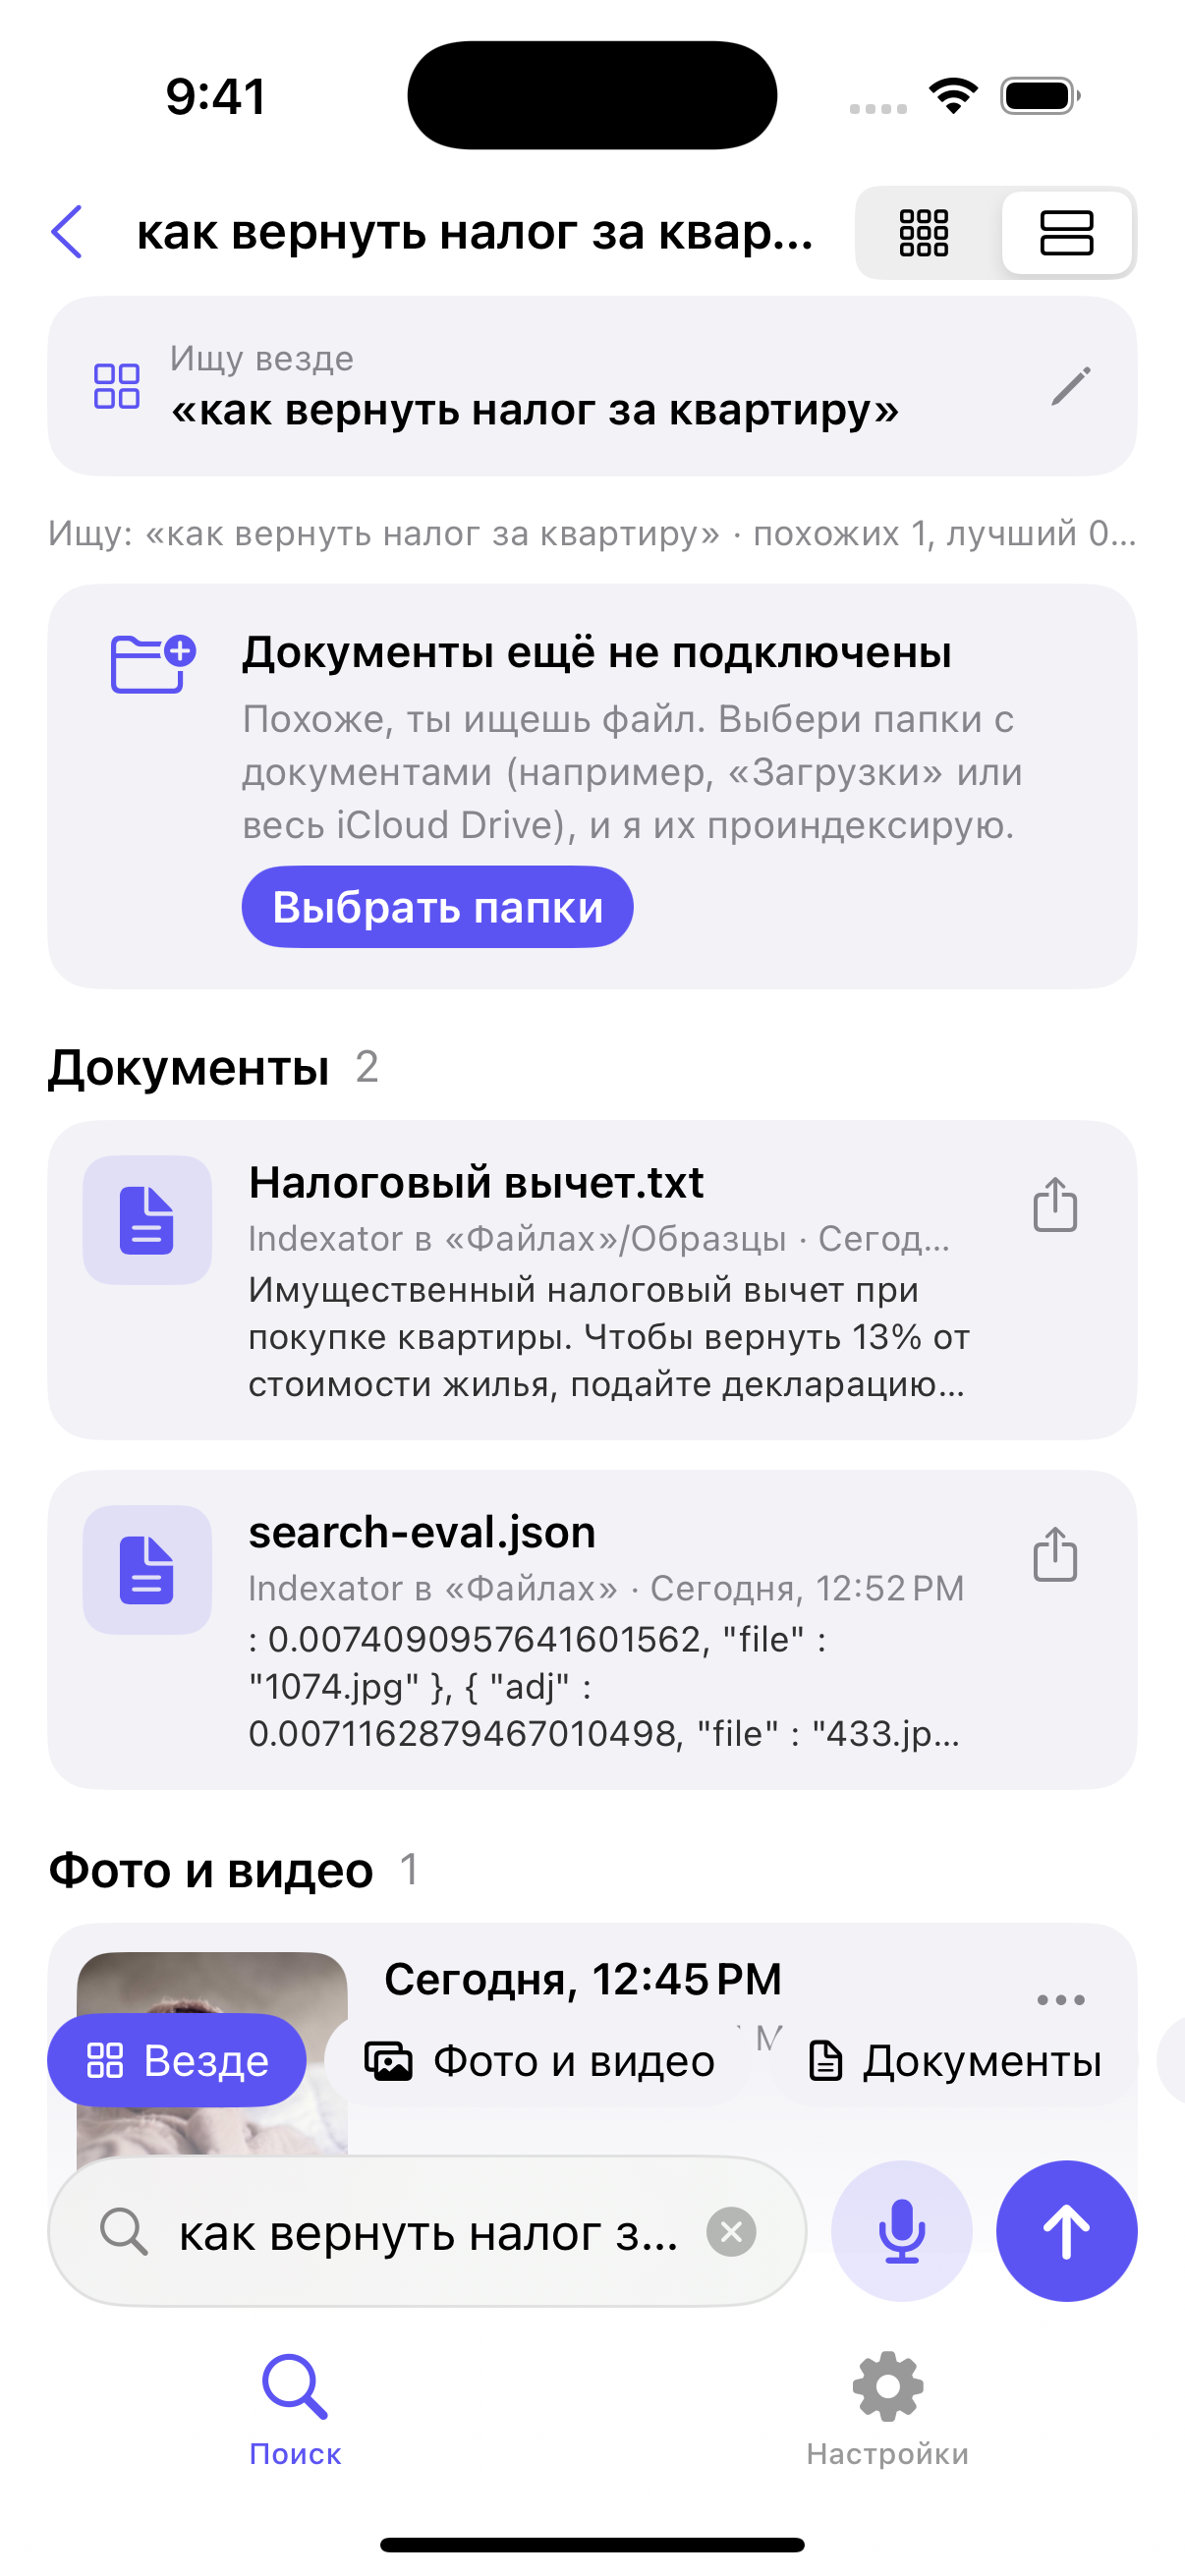 9:41
как вернуть налог за квар...
Ищу везде
«как вернуть налог за квартиру»
Ищу: «как вернуть налог за квартиру» · похожих 1, лучший 0...
Документы ещё не подключены
Похоже, ты ищешь файл. Выбери папки с
документами (например, «Загрузки» или
весь iCloud Drive), и я их проиндексирую.
Выбрать папки
Документы 2
Налоговый вычет.txt
Indexator в «Файлах»/Образцы · Сегод...
Имущественный налоговый вычет при
покупке квартиры. Чтобы вернуть 13% от
стоимости жилья, подайте декларацию...
search-eval.json
Indexator в «Файлах» · Сегодня, 12:52 PM
: 0.0074090957641601562, "file" :
"1074.jpg" }, { "adj" :
0.0071162879467010498, "file" : "433.jp...
Фото и видео 1
Сегодня, 12:45 PM
Везде
Фото и видео
Документы
как вернуть налог з...
Поиск
Настройки